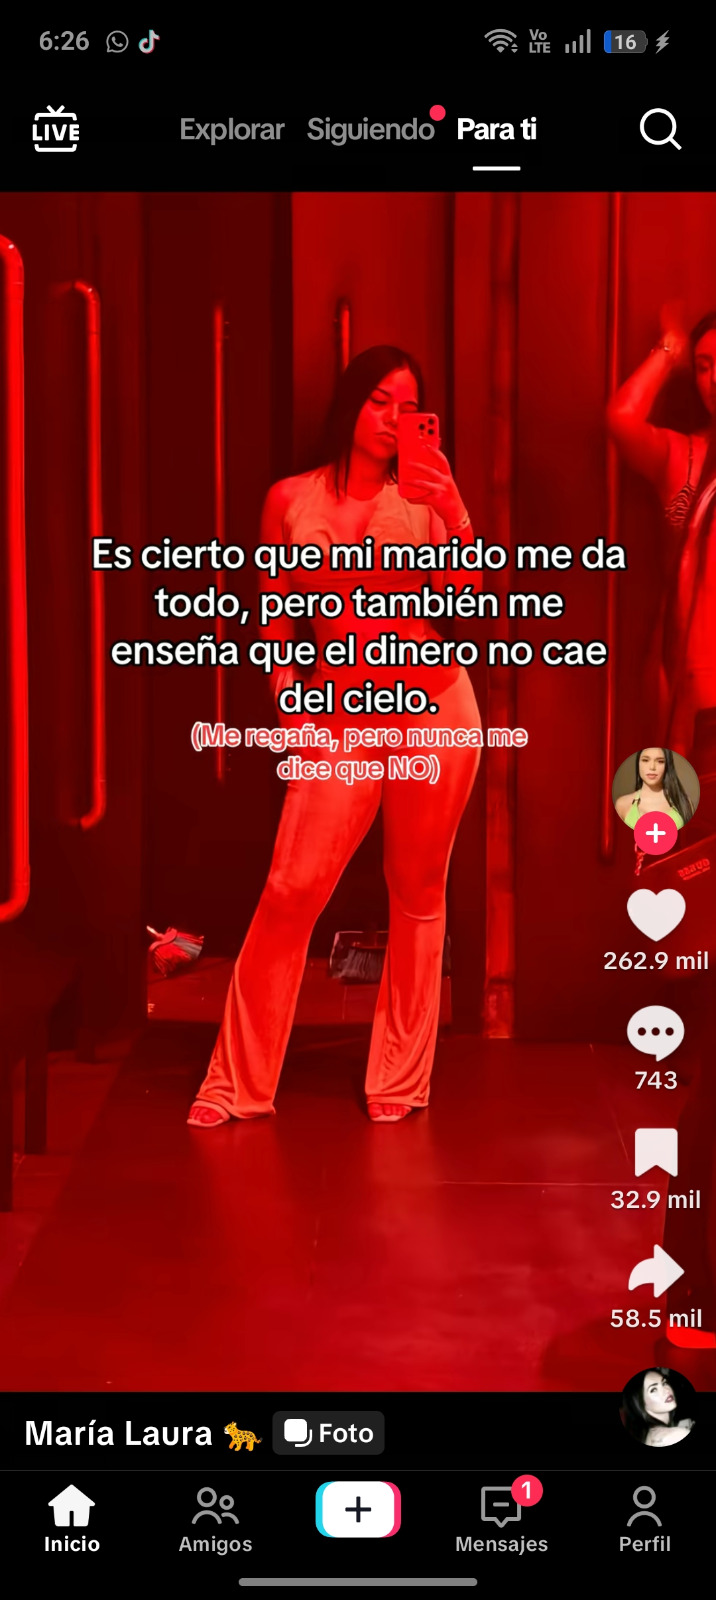 6:26
Vo
LTE
16
LIVE
Explorar
Siguiendo
Para ti
Es cierto que mi marido me da
todo, pero también me
enseña que el dinero no cae
del cielo.
(Me regaña, pero nunca me
dice que NO)
BRAVO
262.9 mil
743
32.9 mil
58.5 mil
María Laura
Foto
Inicio
Amigos
1
Mensajes
Perfil